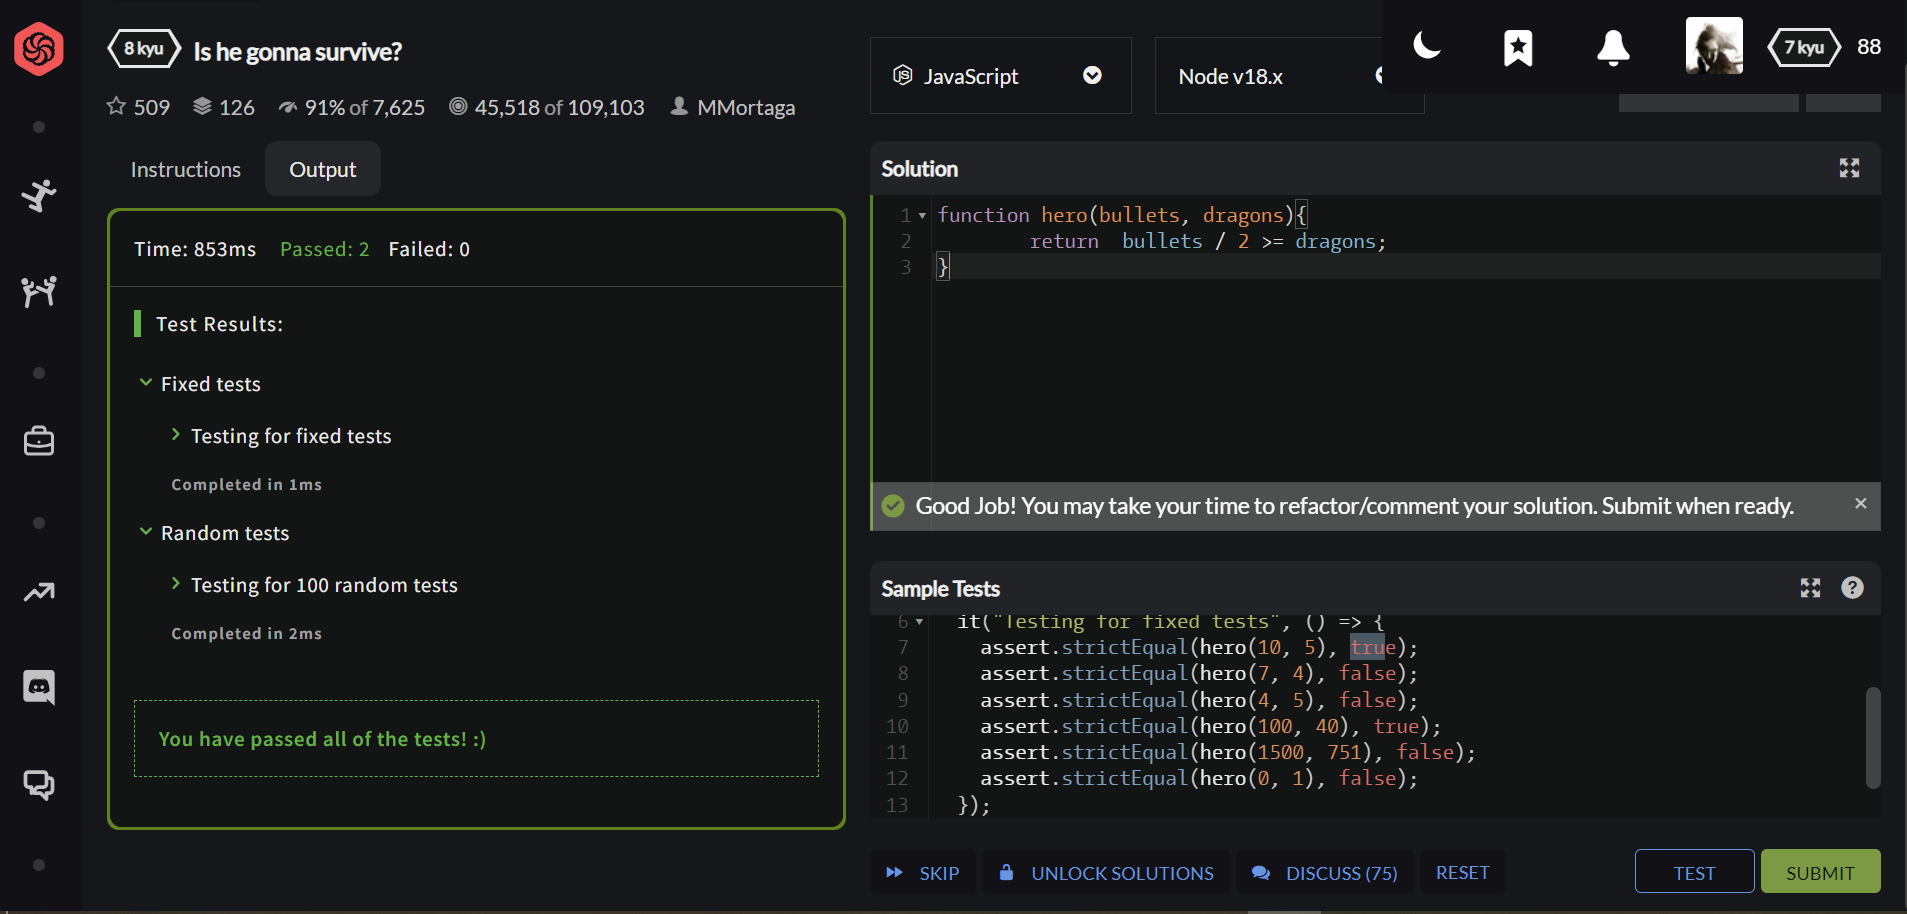 8 kyu Is he gonna survive?
509 126 91% of 7,625 45,518 of 109,103 MMortaga
JavaScript
Node v18.x
7 kyu 88
Instructions Output
Time: 853ms Passed: 2 Failed: 0
Test Results:
Fixed tests
Testing for fixed tests
Completed in 1ms
Random tests
Testing for 100 random tests
Completed in 2ms
You have passed all of the tests! :)
Solution
1 function hero(bullets, dragons){
2 return bullets / 2 >= dragons;
3 }
Good Job! You may take your time to refactor/comment your solution. Submit when ready.
Sample Tests
6 it("Testing for fixed tests", () => {
7 assert.strictEqual(hero(10, 5), true);
8 assert.strictEqual(hero(7, 4), false);
9 assert.strictEqual(hero(4, 5), false);
10 assert.strictEqual(hero(100, 40), true);
11 assert.strictEqual(hero(1500, 751), false);
12 assert.strictEqual(hero(0, 1), false);
13 });
SKIP UNLOCK SOLUTIONS DISCUSS (75) RESET TEST SUBMIT